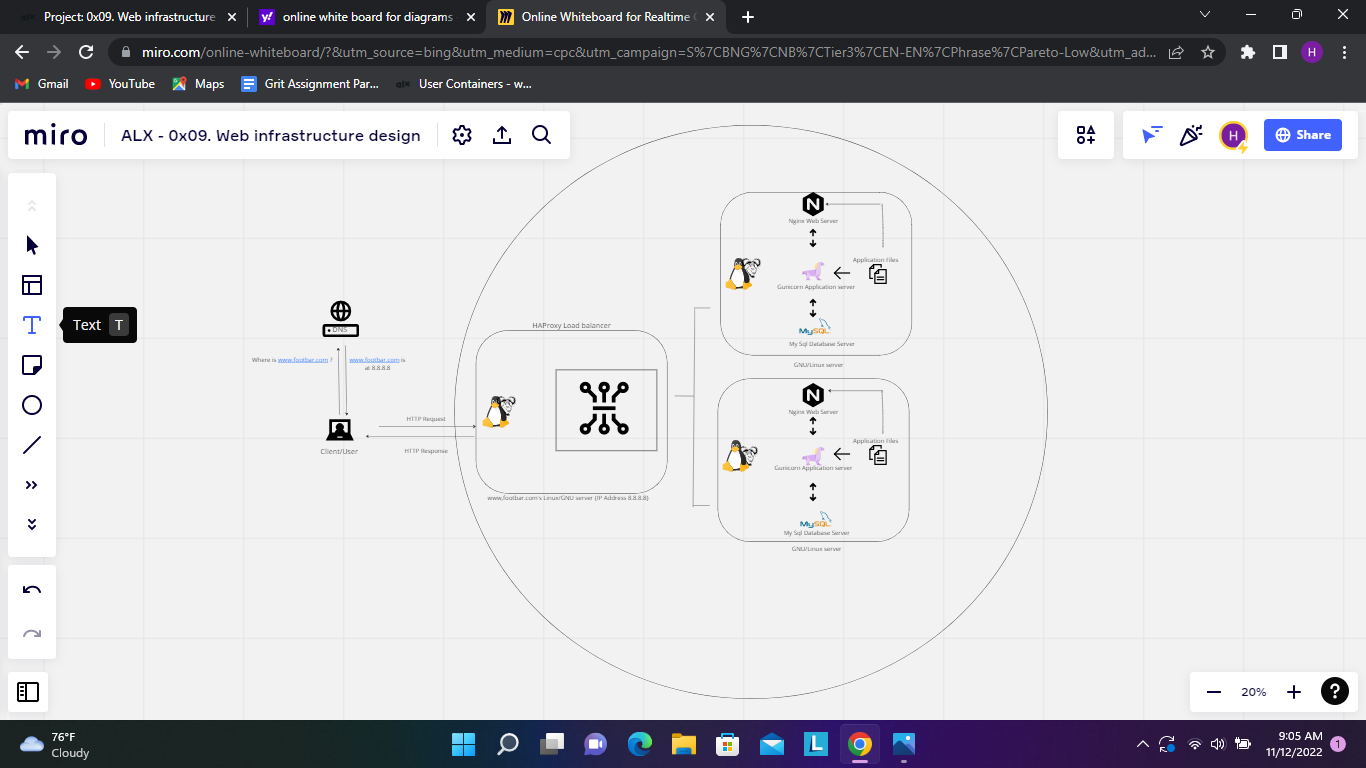 Project: 0x09. Web infrastructure
online white board for diagrams
Online Whiteboard for Realtime C
miro.com/online-whiteboard/?&utm_source=bing&utm_medium=cpc&utm_campaign=S%7CBNG%7CNB%7CTier3%7CEN-EN%7CPhrase%7CPareto-Low&utm_ad...
H
Gmail
YouTube
Maps
Grit Assignment Par...
alx
User Containers - w...
miro
ALX - 0x09. Web infrastructure design
H
Share
Text T
DNS
Where is www.footbar.com ?
www.footbar.com is
at 8.8.8.8
Client/User
HTTP Request
HTTP Response
HAProxy Load balancer
www.footbar.com's Linux/GNU server (IP Address 8.8.8.8)
N
Nginx Web Server
Application Files
Gunicorn Application server
MySQL
My Sql Database Server
GNU/Linux server
N
Nginx Web Server
Application Files
Gunicorn Application server
MySQL
My Sql Database Server
GNU/Linux server
20%
?
76°F
Cloudy
L
9:05 AM
11/12/2022
1